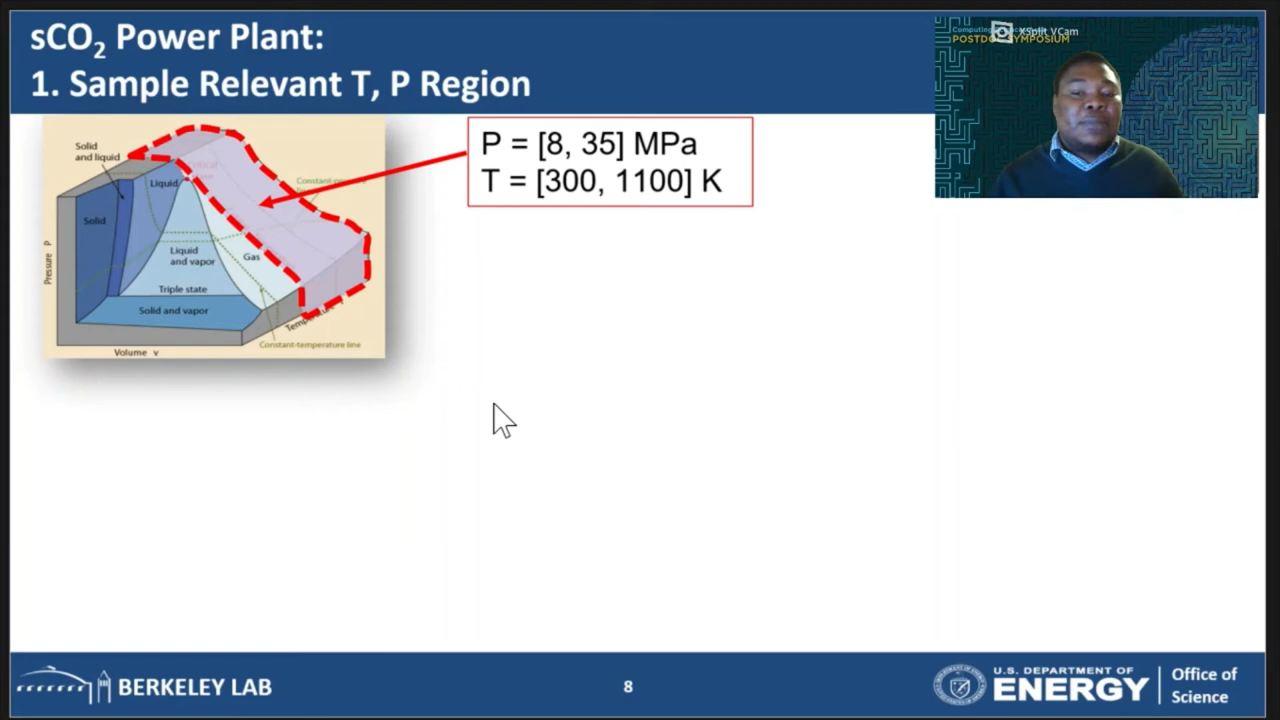 sCO₂ Power Plant:
1. Sample Relevant T, P Region
XSplit VCam
POSTDOC SYMPOSIUM
P = [8, 35] MPa
T = [300, 1100] K
Solid
and liquid
Liquid
Solid
Liquid
and vapor
Gas
Triple state
Solid and vapor
Pressure P
Volume v
Constant-temperature line
BERKELEY LAB
8
U.S. DEPARTMENT OF
ENERGY
Office of
Science